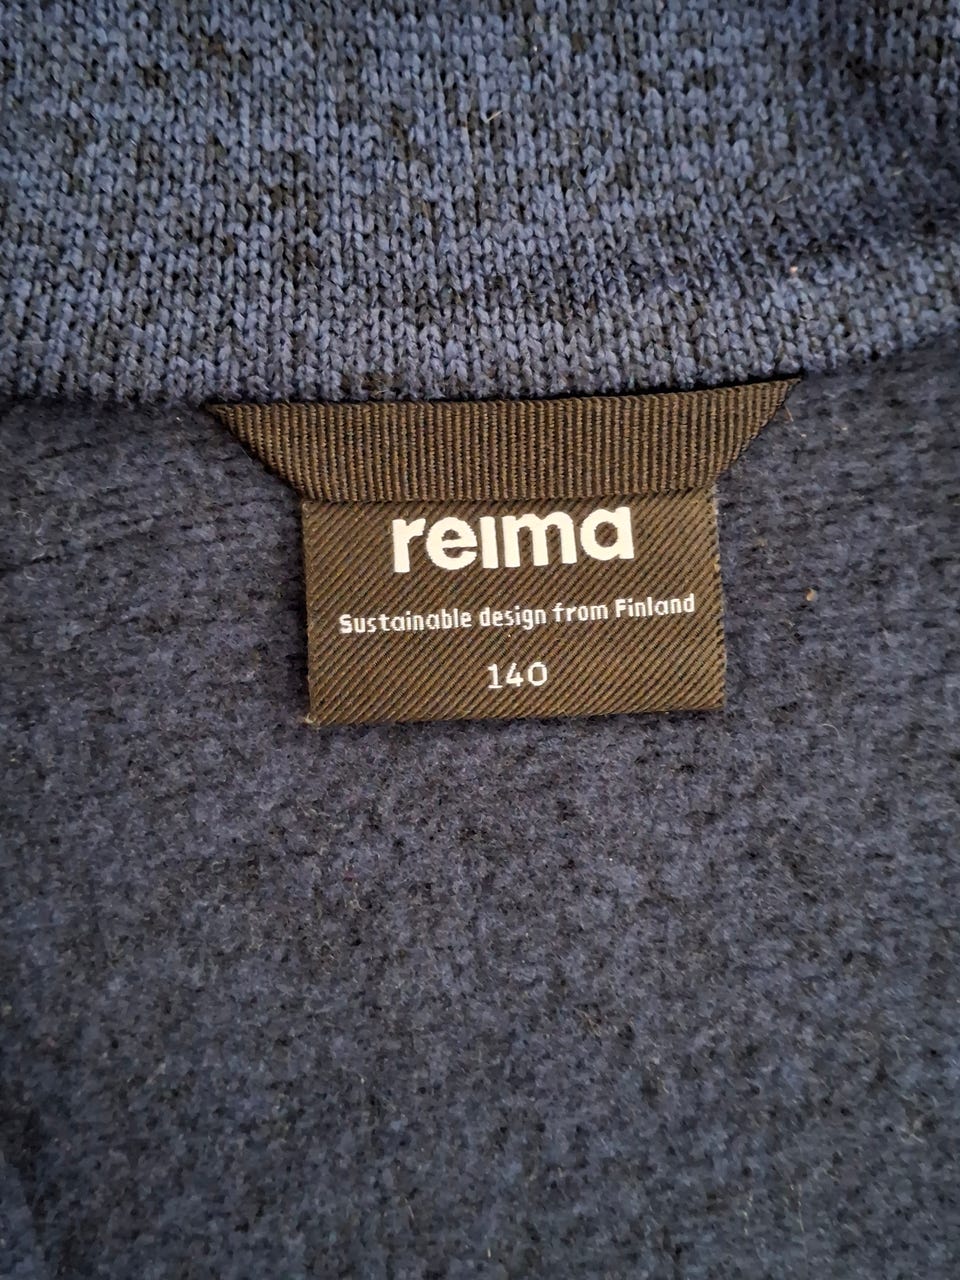 reima
Sustainable design from Finland
140